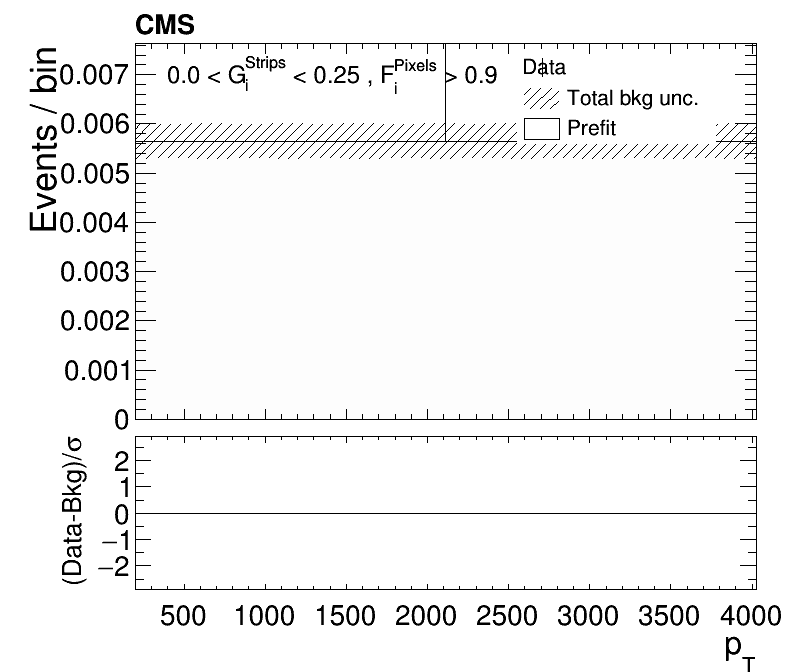 CMS
Events / bin
0.0 < G_i^Strips < 0.25 , F_i^Pixels > 0.9
Data
Total bkg unc.
Prefit
0.007
0.006
0.005
0.004
0.003
0.002
0.001
0
(Data-Bkg)/σ
2
1
0
−1
−2
500 1000 1500 2000 2500 3000 3500 4000
p_T